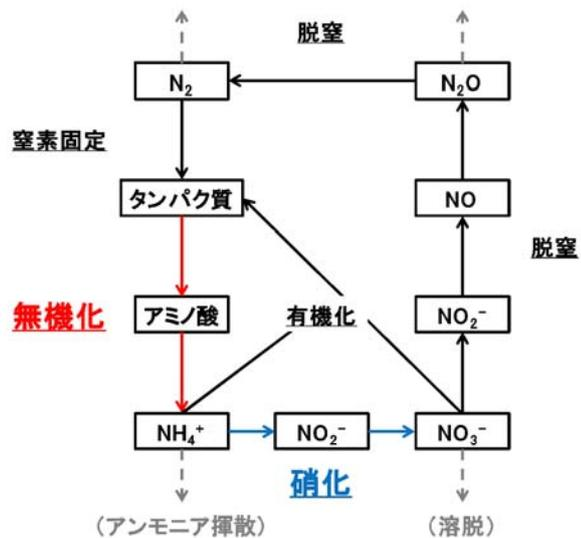 脱窒
N₂
N₂O
窒素固定
タンパク質
NO
脱窒
無機化
アミノ酸
有機化
NO₂⁻
NH₄⁺
NO₂⁻
NO₃⁻
硝化
(アンモニア揮散)
(溶脱)